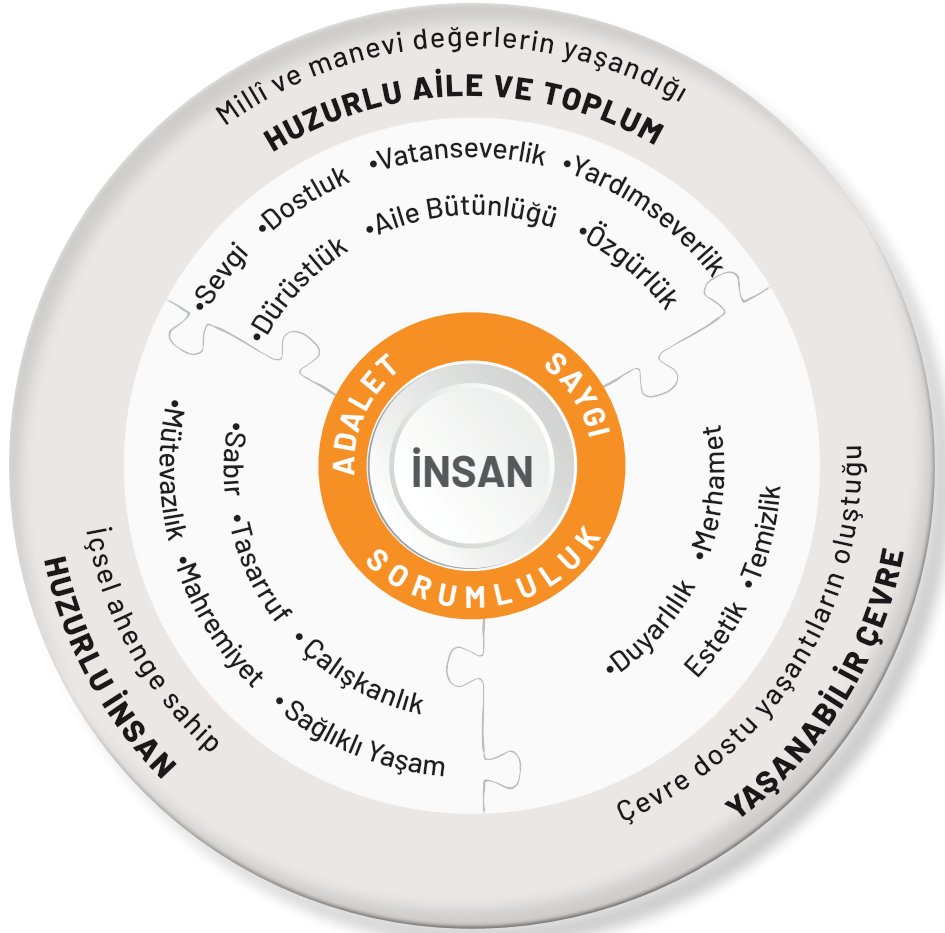 Millî ve manevi değerlerin yaşandığı
HUZURLU AİLE VE TOPLUM
•Sevgi •Dostluk •Vatanseverlik •Yardımseverlik
•Dürüstlük •Aile Bütünlüğü •Özgürlük
ADALET
SAYGI
İNSAN
SORUMLULUK
•Mütevazılık •Mahremiyet •Sağlıklı Yaşam
•Sabır •Tasarruf •Çalışkanlık
İçsel ahenge sahip
HUZURLU İNSAN
•Duyarlılık •Merhamet
Estetik •Temizlik
Çevre dostu yaşantıların oluştuğu
YAŞANABİLİR ÇEVRE